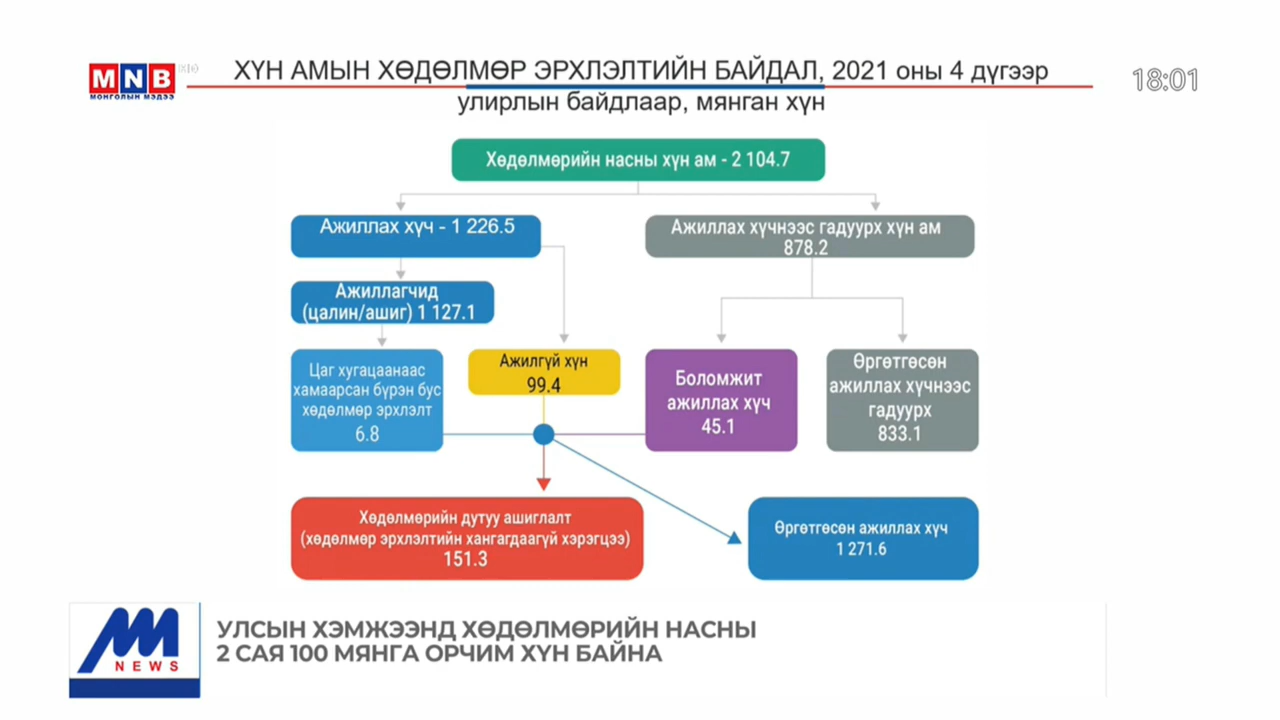 MNB
МОНГОЛЫН МЭДЭЭ
ХҮН АМЫН ХӨДӨЛМӨР ЭРХЛЭЛТИЙН БАЙДАЛ, 2021 оны 4 дүгээр
улирлын байдлаар, мянган хүн
18:01
Хөдөлмөрийн насны хүн ам - 2 104.7
Ажиллах хүч - 1 226.5
Ажиллах хүчнээс гадуурх хүн ам
878.2
Ажиллагчид
(цалин/ашиг) 1 127.1
Цаг хугацаанаас
хамаарсан бүрэн бус
хөдөлмөр эрхлэлт
6.8
Ажилгүй хүн
99.4
Боломжит
ажиллах хүч
45.1
Өргөтгөсөн
ажиллах хүчнээс
гадуурх
833.1
Хөдөлмөрийн дутуу ашиглалт
(хөдөлмөр эрхлэлтийн хангагдаагүй хэрэгцээ)
151.3
Өргөтгөсөн ажиллах хүч
1 271.6
NEWS
УЛСЫН ХЭМЖЭЭНД ХӨДӨЛМӨРИЙН НАСНЫ
2 САЯ 100 МЯНГА ОРЧИМ ХҮН БАЙНА